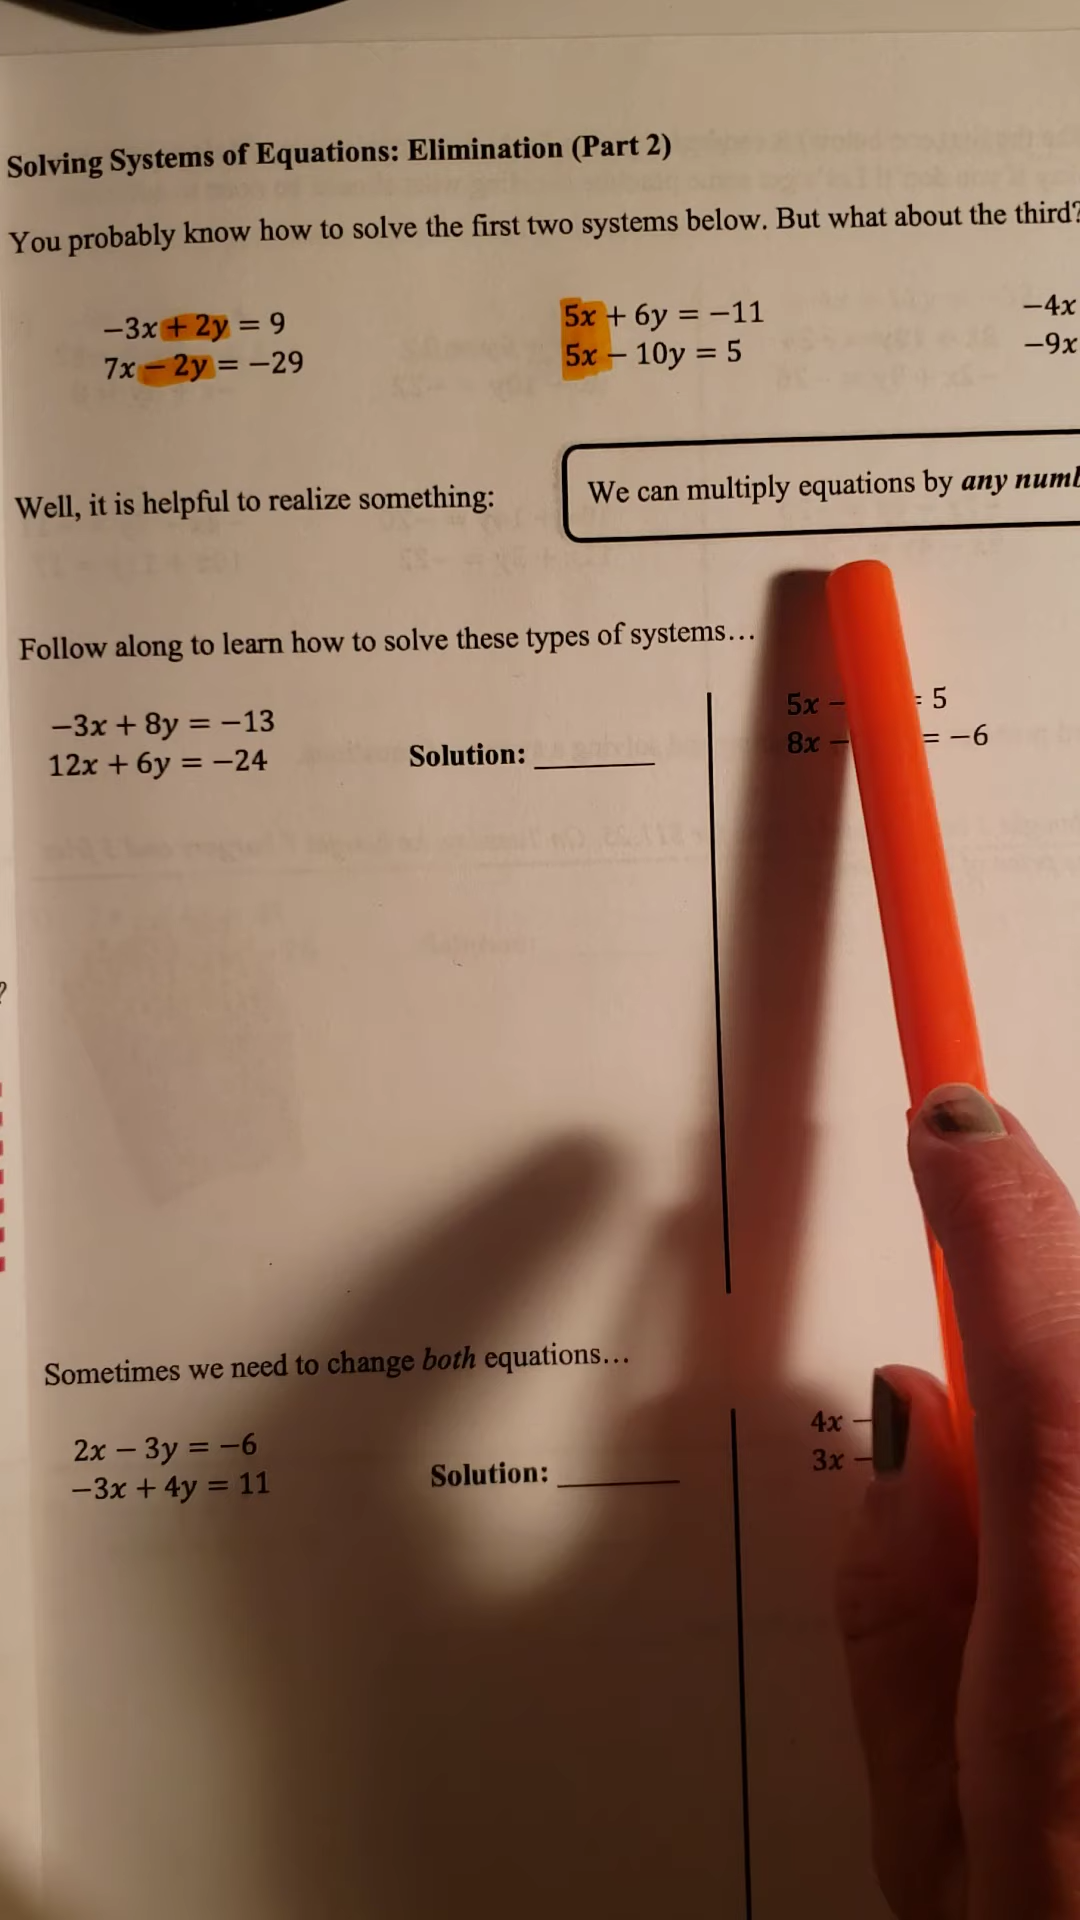 Solving Systems of Equations: Elimination (Part 2)
You probably know how to solve the first two systems below. But what about the third?
−3x + 2y = 9
7x − 2y = −29
5x + 6y = −11
5x − 10y = 5
−4x
−9x
Well, it is helpful to realize something:
We can multiply equations by any
Follow along to learn how to solve these types of systems…
−3x + 8y = −13
12x + 6y = −24
Solution:
5x − = 5
8x − = −6
Sometimes we need to change both equations…
2x − 3y = −6
−3x + 4y = 11
Solution:
4x −
3x −